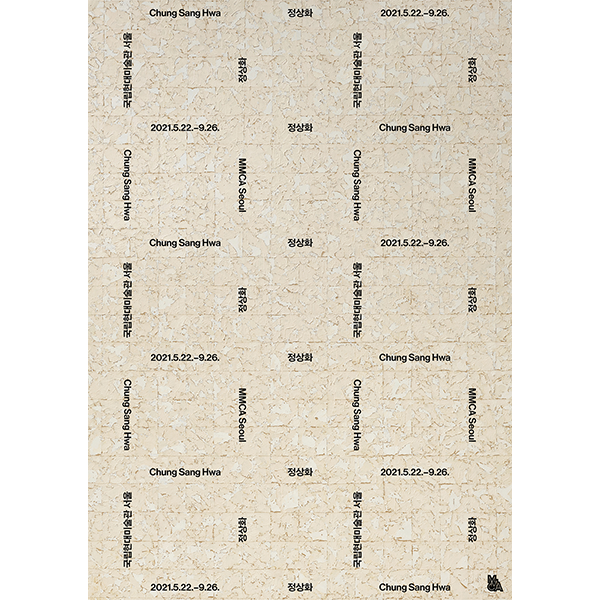 Chung Sang Hwa 정상화 2021.5.22.–9.26.
국립현대미술관 서울
정상화
국립현대미술관 서울
정상화
2021.5.22.–9.26. 정상화 Chung Sang Hwa
Chung Sang Hwa
MMCA Seoul
Chung Sang Hwa
MMCA Seoul
Chung Sang Hwa 정상화 2021.5.22.–9.26.
국립현대미술관 서울
정상화
국립현대미술관 서울
정상화
2021.5.22.–9.26. 정상화 Chung Sang Hwa
Chung Sang Hwa
MMCA Seoul
Chung Sang Hwa
MMCA Seoul
Chung Sang Hwa 정상화 2021.5.22.–9.26.
국립현대미술관 서울
정상화
국립현대미술관 서울
정상화
2021.5.22.–9.26. 정상화 Chung Sang Hwa
MMCA